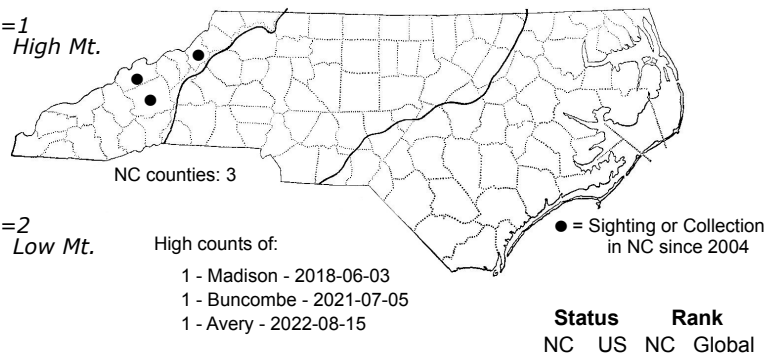 =1
High Mt.
NC counties: 3
=2
Low Mt.
High counts of:
1 - Madison - 2018-06-03
1 - Buncombe - 2021-07-05
1 - Avery - 2022-08-15
● = Sighting or Collection
in NC since 2004
Status Rank
NC US NC Global